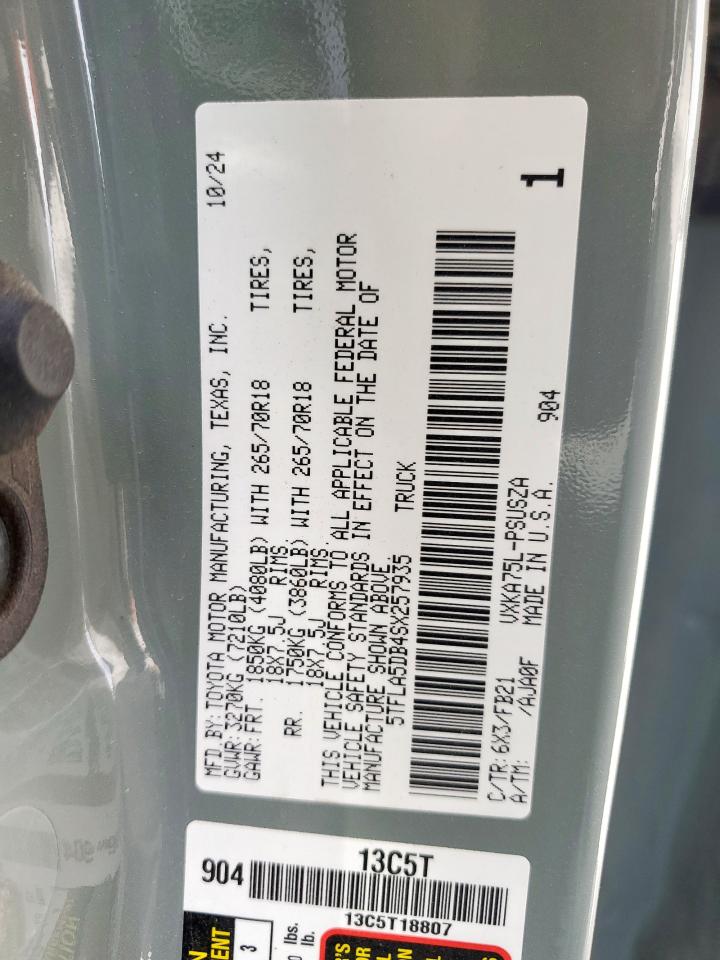 MFD.BY:TOYOTA MOTOR MANUFACTURING, TEXAS, INC. 10/24
GVWR:3270KG (7210LB)
GAWR:FRT. 1850KG (4080LB) WITH 265/70R18 TIRES,
18X7.5J RIMS
RR. 1750KG (3860LB) WITH 265/70R18 TIRES,
18X7.5J RIMS.
THIS VEHICLE CONFORMS TO ALL APPLICABLE FEDERAL MOTOR
VEHICLE SAFETY STANDARDS IN EFFECT ON THE DATE OF
MANUFACTURE SHOWN ABOVE.
5TFLA5DB4SX257935 TRUCK
C/TR:6X3/FB21 VXKA75L-PSUSZA 904
A/TM: /AJA0F MADE IN U.S.A.
1
904 13C5T
13C5T18807
3
lbs.
lb.